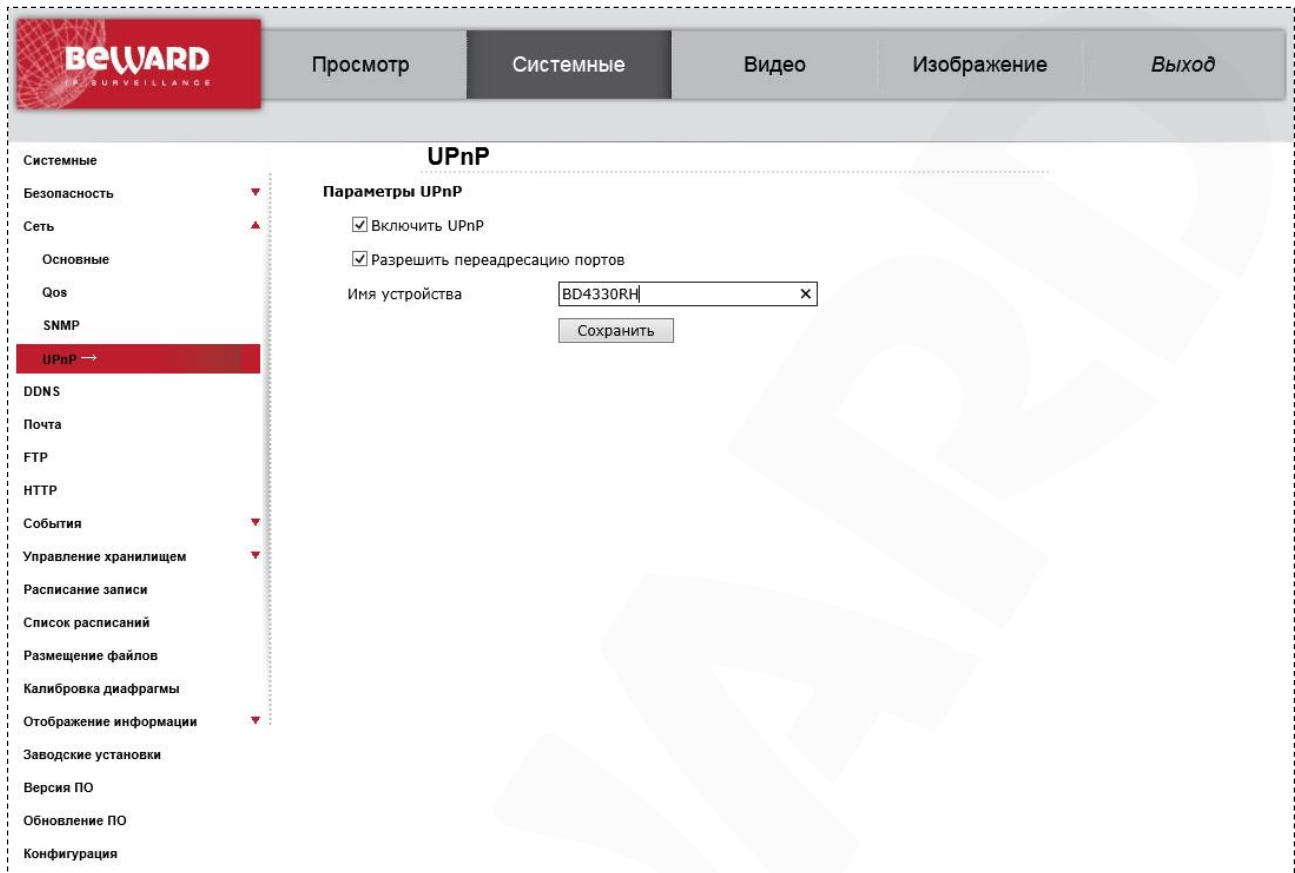 BEWARD
IP SURVEILLANCE
Просмотр
Системные
Видео
Изображение
Выход
Системные
Безопасность
Сеть
Основные
Qos
SNMP
UPnP →
DDNS
Почта
FTP
HTTP
События
Управление хранилищем
Расписание записи
Список расписаний
Размещение файлов
Калибровка диафрагмы
Отображение информации
Заводские установки
Версия ПО
Обновление ПО
Конфигурация
UPnP
Параметры UPnP
Включить UPnP
Разрешить переадресацию портов
Имя устройства BD4330RH
Сохранить